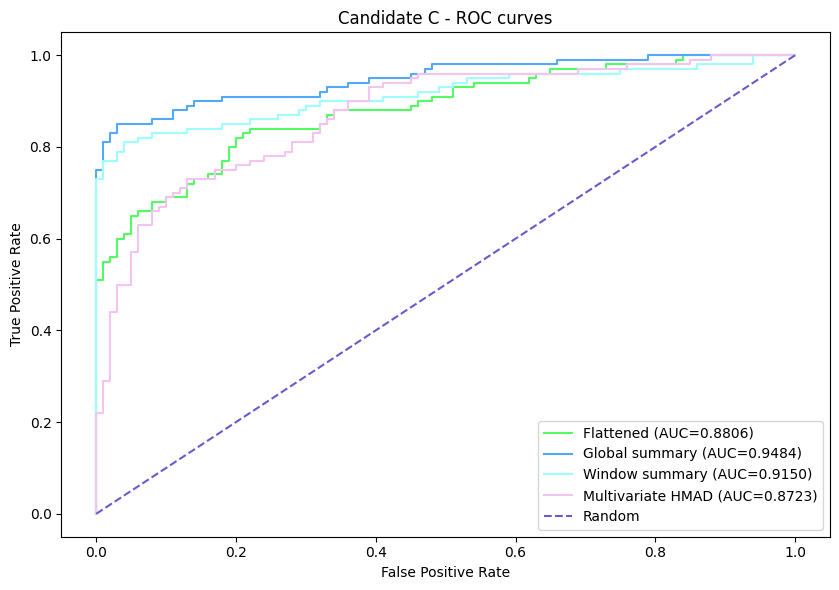 Candidate C - ROC curves
True Positive Rate
1.0
0.8
0.6
0.4
0.2
0.0
Flattened (AUC=0.8806)
Global summary (AUC=0.9484)
Window summary (AUC=0.9150)
Multivariate HMAD (AUC=0.8723)
Random
0.0 0.2 0.4 0.6 0.8 1.0
False Positive Rate